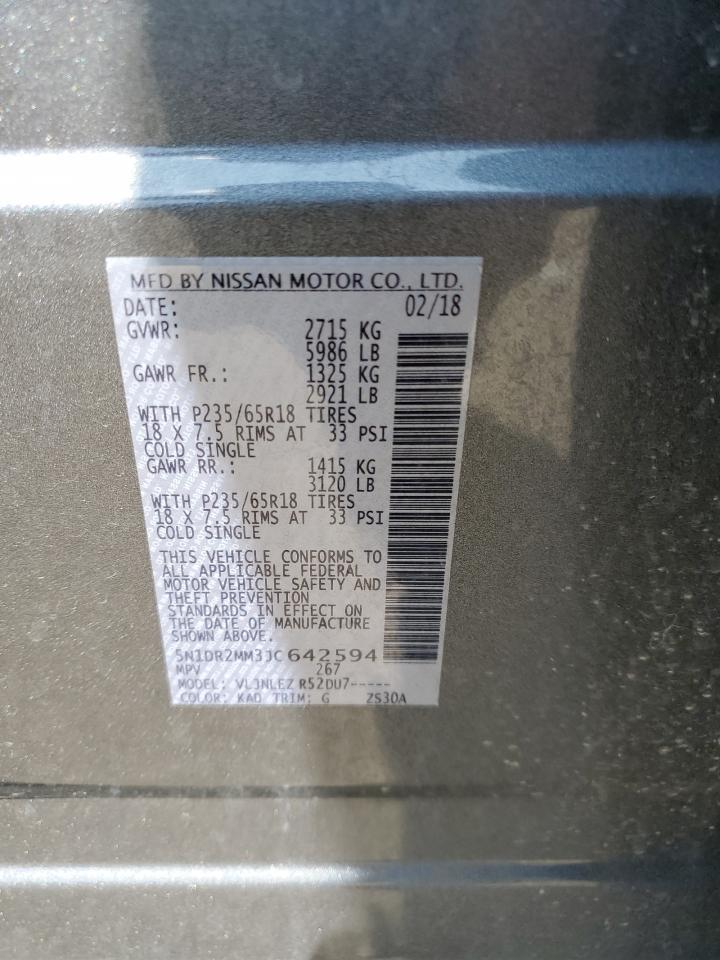 MFD BY NISSAN MOTOR CO., LTD.
DATE: 02/18
GVWR: 2715 KG
5986 LB
GAWR FR.: 1325 KG
2921 LB
WITH P235/65R18 TIRES
18 X 7.5 RIMS AT 33 PSI
COLD SINGLE
GAWR RR.: 1415 KG
3120 LB
WITH P235/65R18 TIRES
18 X 7.5 RIMS AT 33 PSI
COLD SINGLE
THIS VEHICLE CONFORMS TO
ALL APPLICABLE FEDERAL
MOTOR VEHICLE SAFETY AND
THEFT PREVENTION
STANDARDS IN EFFECT ON
THE DATE OF MANUFACTURE
SHOWN ABOVE.
5N1DR2MM3JC642594
MPV 267
MODEL: VLJNLEZ R52DU7-----
COLOR: KAD TRIM: G ZS30A